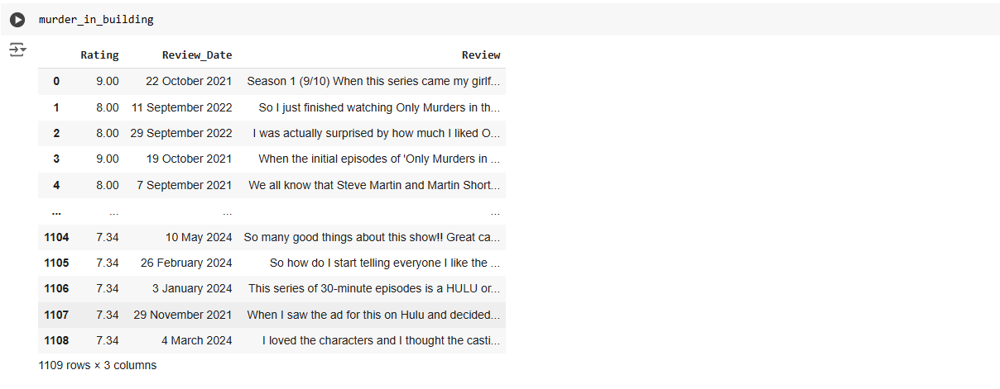 murder_in_building
Rating Review_Date Review
0 9.00 22 October 2021 Season 1 (9/10) When this series came my girlf...
1 8.00 11 September 2022 So I just finished watching Only Murders in th...
2 8.00 29 September 2022 I was actually surprised by how much I liked O...
3 9.00 19 October 2021 When the initial episodes of 'Only Murders in ...
4 8.00 7 September 2021 We all know that Steve Martin and Martin Short...
... ... ... ...
1104 7.34 10 May 2024 So many good things about this show!! Great ca...
1105 7.34 26 February 2024 So how do I start telling everyone I like the ...
1106 7.34 3 January 2024 This series of 30-minute episodes is a HULU or...
1107 7.34 29 November 2021 When I saw the ad for this on Hulu and decided...
1108 7.34 4 March 2024 I loved the characters and I thought the casti...
1109 rows × 3 columns